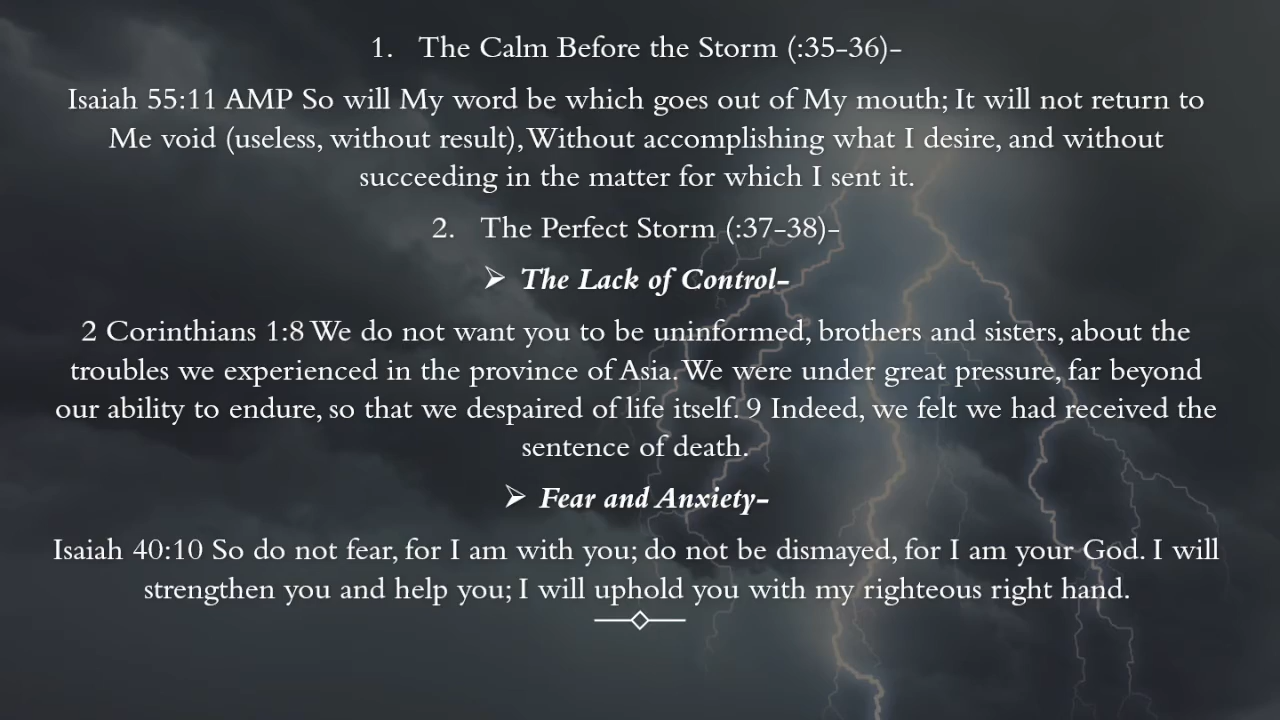 1. The Calm Before the Storm (:35-36)-
Isaiah 55:11 AMP So will My word be which goes out of My mouth; It will not return to
Me void (useless, without result), Without accomplishing what I desire, and without
succeeding in the matter for which I sent it.
2. The Perfect Storm (:37-38)-
➢ The Lack of Control-
2 Corinthians 1:8 We do not want you to be uninformed, brothers and sisters, about the
troubles we experienced in the province of Asia. We were under great pressure, far beyond
our ability to endure, so that we despaired of life itself. 9 Indeed, we felt we had received the
sentence of death.
➢ Fear and Anxiety-
Isaiah 40:10 So do not fear, for I am with you; do not be dismayed, for I am your God. I will
strengthen you and help you; I will uphold you with my righteous right hand.